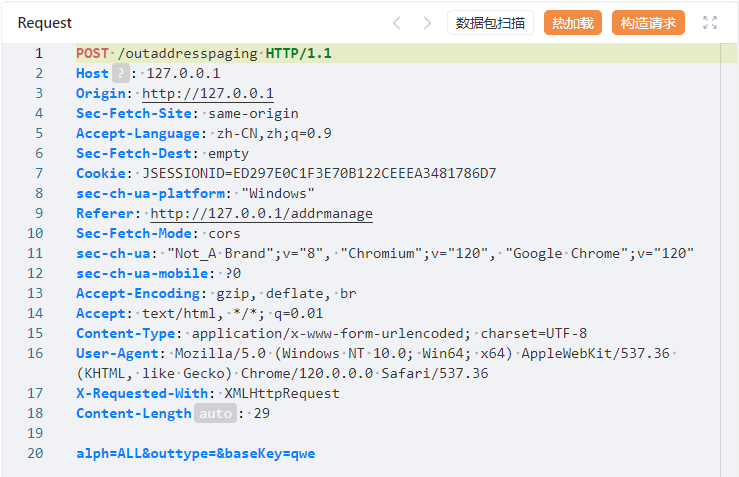 Request 数据包扫描 热加载 构造请求
1 POST /outaddresspaging HTTP/1.1
2 Host ? : 127.0.0.1
3 Origin: http://127.0.0.1
4 Sec-Fetch-Site: same-origin
5 Accept-Language: zh-CN,zh;q=0.9
6 Sec-Fetch-Dest: empty
7 Cookie: JSESSIONID=ED297E0C1F3E70B122CEEEA3481786D7
8 sec-ch-ua-platform: "Windows"
9 Referer: http://127.0.0.1/addrmanage
10 Sec-Fetch-Mode: cors
11 sec-ch-ua: "Not_A Brand";v="8", "Chromium";v="120", "Google Chrome";v="120"
12 sec-ch-ua-mobile: ?0
13 Accept-Encoding: gzip, deflate, br
14 Accept: text/html, */*; q=0.01
15 Content-Type: application/x-www-form-urlencoded; charset=UTF-8
16 User-Agent: Mozilla/5.0 (Windows NT 10.0; Win64; x64) AppleWebKit/537.36
(KHTML, like Gecko) Chrome/120.0.0.0 Safari/537.36
17 X-Requested-With: XMLHttpRequest
18 Content-Length auto : 29
19
20 alph=ALL&outtype=&baseKey=qwe